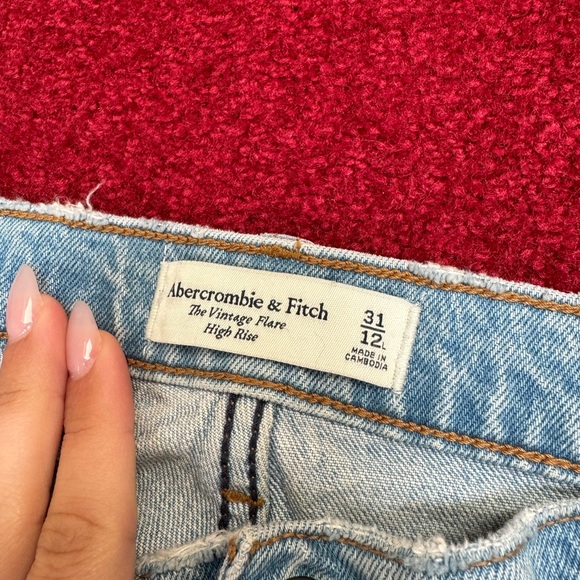 Abercrombie & Fitch
The Vintage Flare
High Rise
31
12L
MADE IN
CAMBODIA